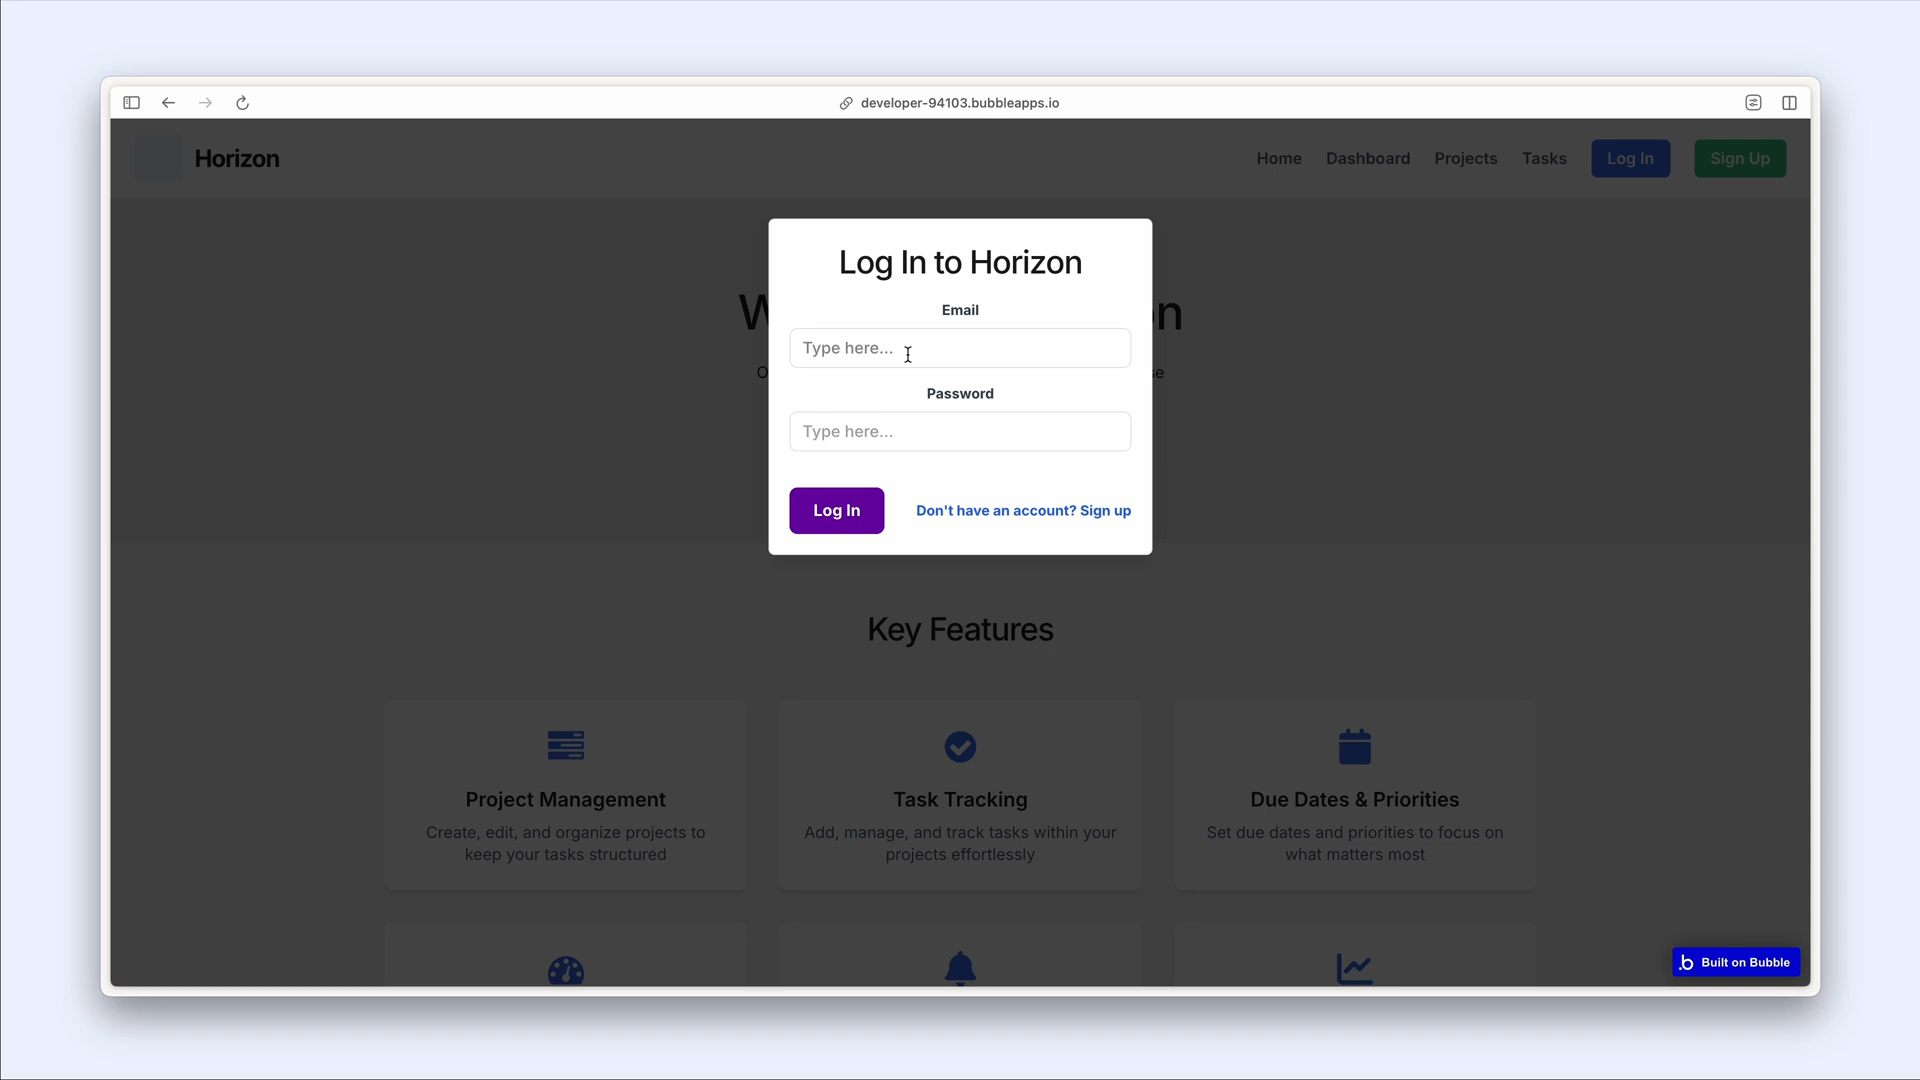 developer-94103.bubbleapps.io
Horizon
Home Dashboard Projects Tasks Log In Sign Up
Log In to Horizon
Email
Type here...
Password
Type here...
Log In Don't have an account? Sign up
Key Features
Project Management
Create, edit, and organize projects to
keep your tasks structured
Task Tracking
Add, manage, and track tasks within your
projects effortlessly
Due Dates & Priorities
Set due dates and priorities to focus on
what matters most
Built on Bubble